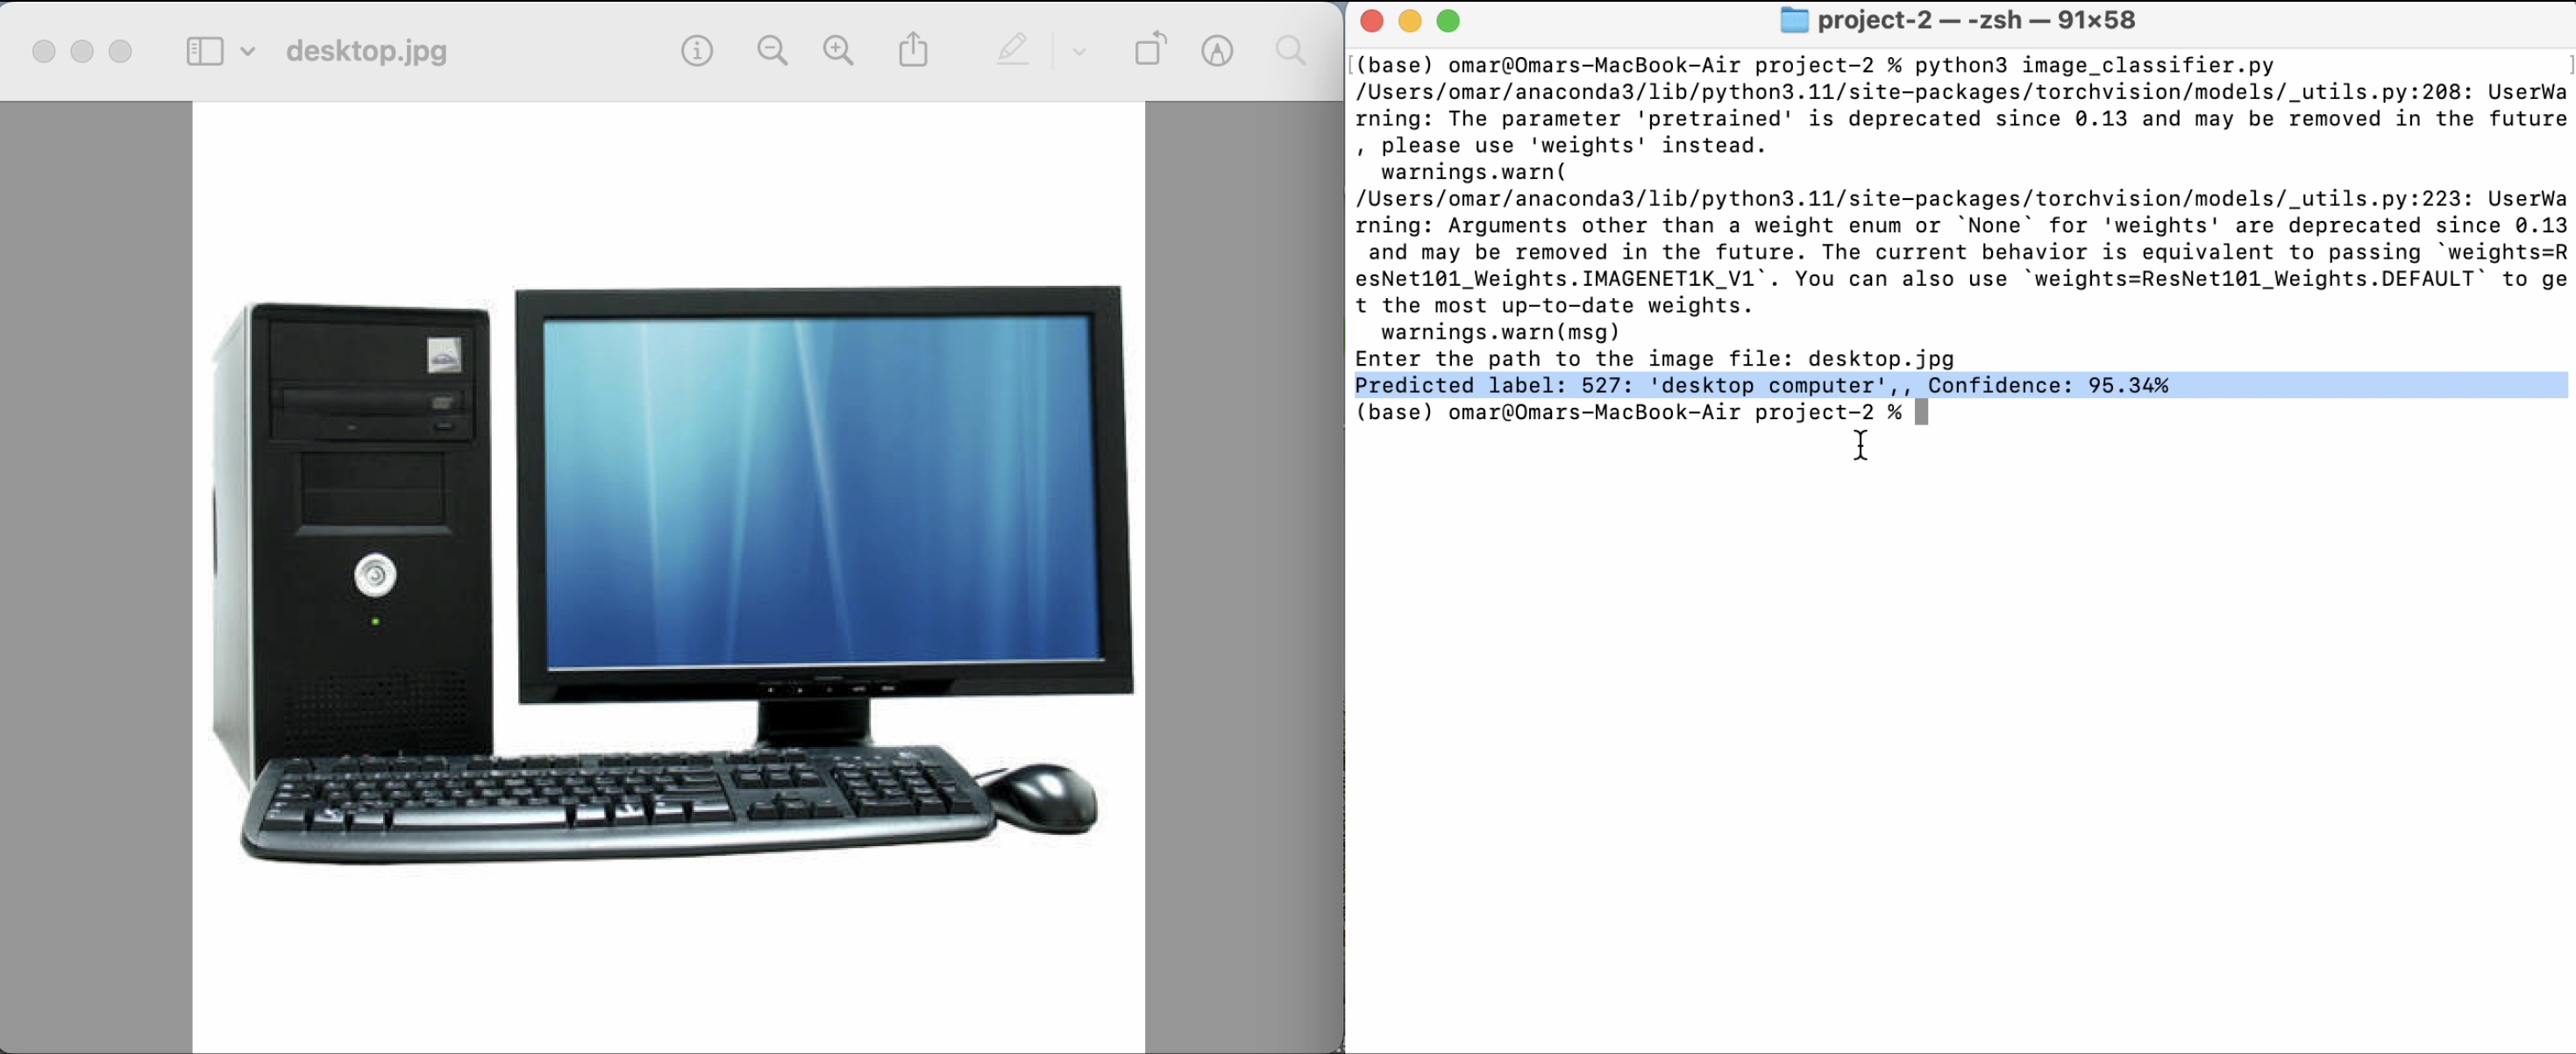 desktop.jpg
project-2 — -zsh — 91×58
[(base) omar@Omars-MacBook-Air project-2 % python3 image_classifier.py ]
/Users/omar/anaconda3/lib/python3.11/site-packages/torchvision/models/_utils.py:208: UserWa
rning: The parameter 'pretrained' is deprecated since 0.13 and may be removed in the future
, please use 'weights' instead.
  warnings.warn(
/Users/omar/anaconda3/lib/python3.11/site-packages/torchvision/models/_utils.py:223: UserWa
rning: Arguments other than a weight enum or `None` for 'weights' are deprecated since 0.13
 and may be removed in the future. The current behavior is equivalent to passing `weights=R
esNet101_Weights.IMAGENET1K_V1`. You can also use `weights=ResNet101_Weights.DEFAULT` to ge
t the most up-to-date weights.
  warnings.warn(msg)
Enter the path to the image file: desktop.jpg
Predicted label: 527: 'desktop computer',, Confidence: 95.34%
(base) omar@Omars-MacBook-Air project-2 %